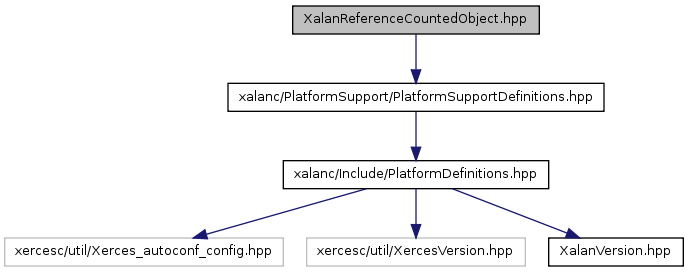 XalanReferenceCountedObject.hpp
xalanc/PlatformSupport/PlatformSupportDefinitions.hpp
xalanc/Include/PlatformDefinitions.hpp
xercesc/util/Xerces_autoconf_config.hpp
xercesc/util/XercesVersion.hpp
XalanVersion.hpp